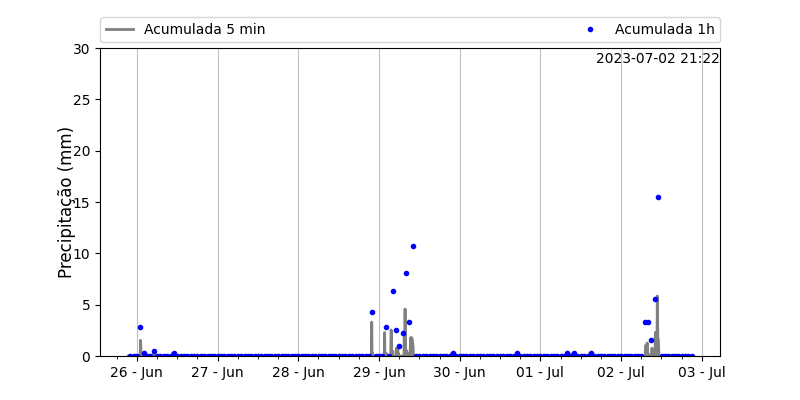 Acumulada 5 min
Acumulada 1h
2023-07-02 21:22
Precipitação (mm)
30
25
20
15
10
5
0
26 - Jun 27 - Jun 28 - Jun 29 - Jun 30 - Jun 01 - Jul 02 - Jul 03 - Jul